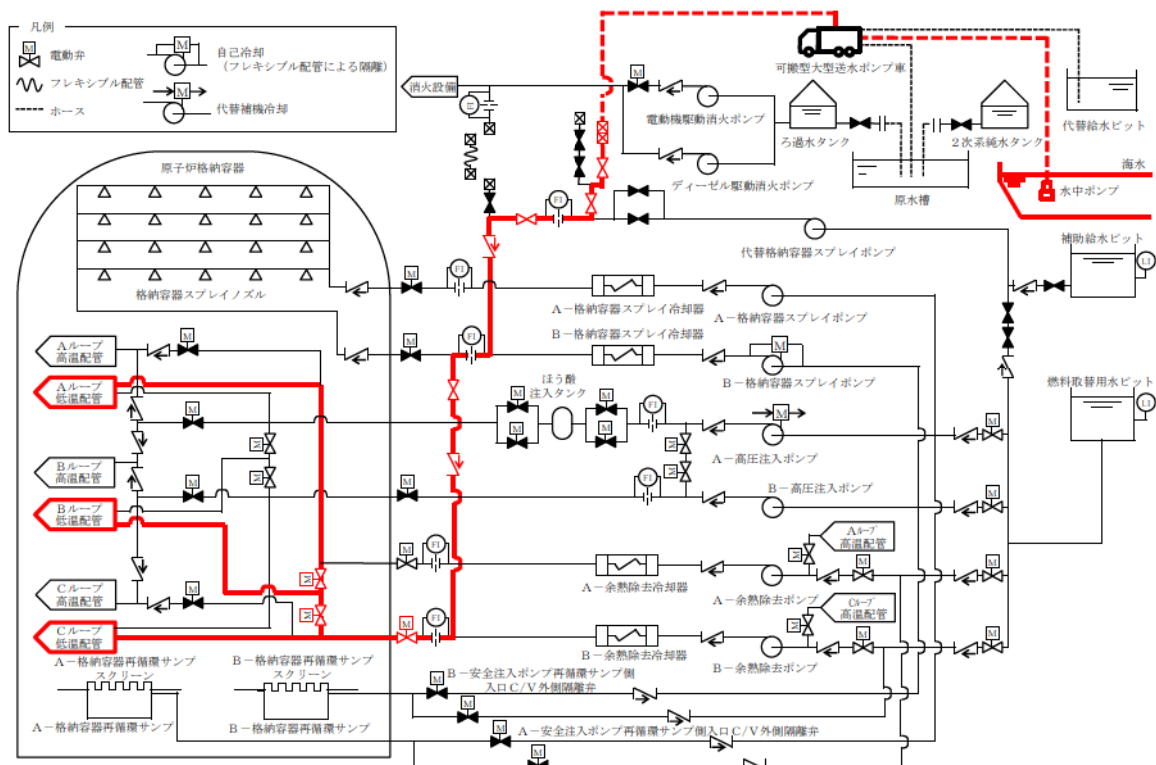 凡例
M
電動弁
フレキシブル配管
ホース
M
自己冷却
(フレキシブル配管による隔離)
M
代替補機冷却
可搬型大型送水ポンプ車
代替給水ピット
消火設備
FI
M
電動機駆動消火ポンプ
ろ過水タンク
2次系純水タンク
ディーゼル駆動消火ポンプ
原水槽
海水
水中ポンプ
原子炉格納容器
FI
代替格納容器スプレイポンプ
補助給水ピット
LI
格納容器スプレイノズル
M
FI
A-格納容器スプレイ冷却器
A-格納容器スプレイポンプ
B-格納容器スプレイ冷却器
M
FI
M
B-格納容器スプレイポンプ
Aループ
高温配管
M
Aループ
低温配管
ほう酸
注入タンク
燃料取替用水ピット
LI
M
M
M
M
M
FI
M
A-高圧注入ポンプ
M
M
M
Bループ
高温配管
M
M
M
M
FI
B-高圧注入ポンプ
M
Bループ
低温配管
Aループ
高温配管
M
FI
M
M
M
A-余熱除去冷却器
A-余熱除去ポンプ
M
Cループ
高温配管
M
M
Cループ
高温配管
Cループ
低温配管
M
FI
M
M
M
B-余熱除去冷却器
B-余熱除去ポンプ
A-格納容器再循環サンプ
スクリーン
B-格納容器再循環サンプ
スクリーン
B-安全注入ポンプ再循環サンプ側
入口C/V外側隔離弁
M
M
A-格納容器再循環サンプ
B-格納容器再循環サンプ
A-安全注入ポンプ再循環サンプ側入口C/V外側隔離弁
M
M